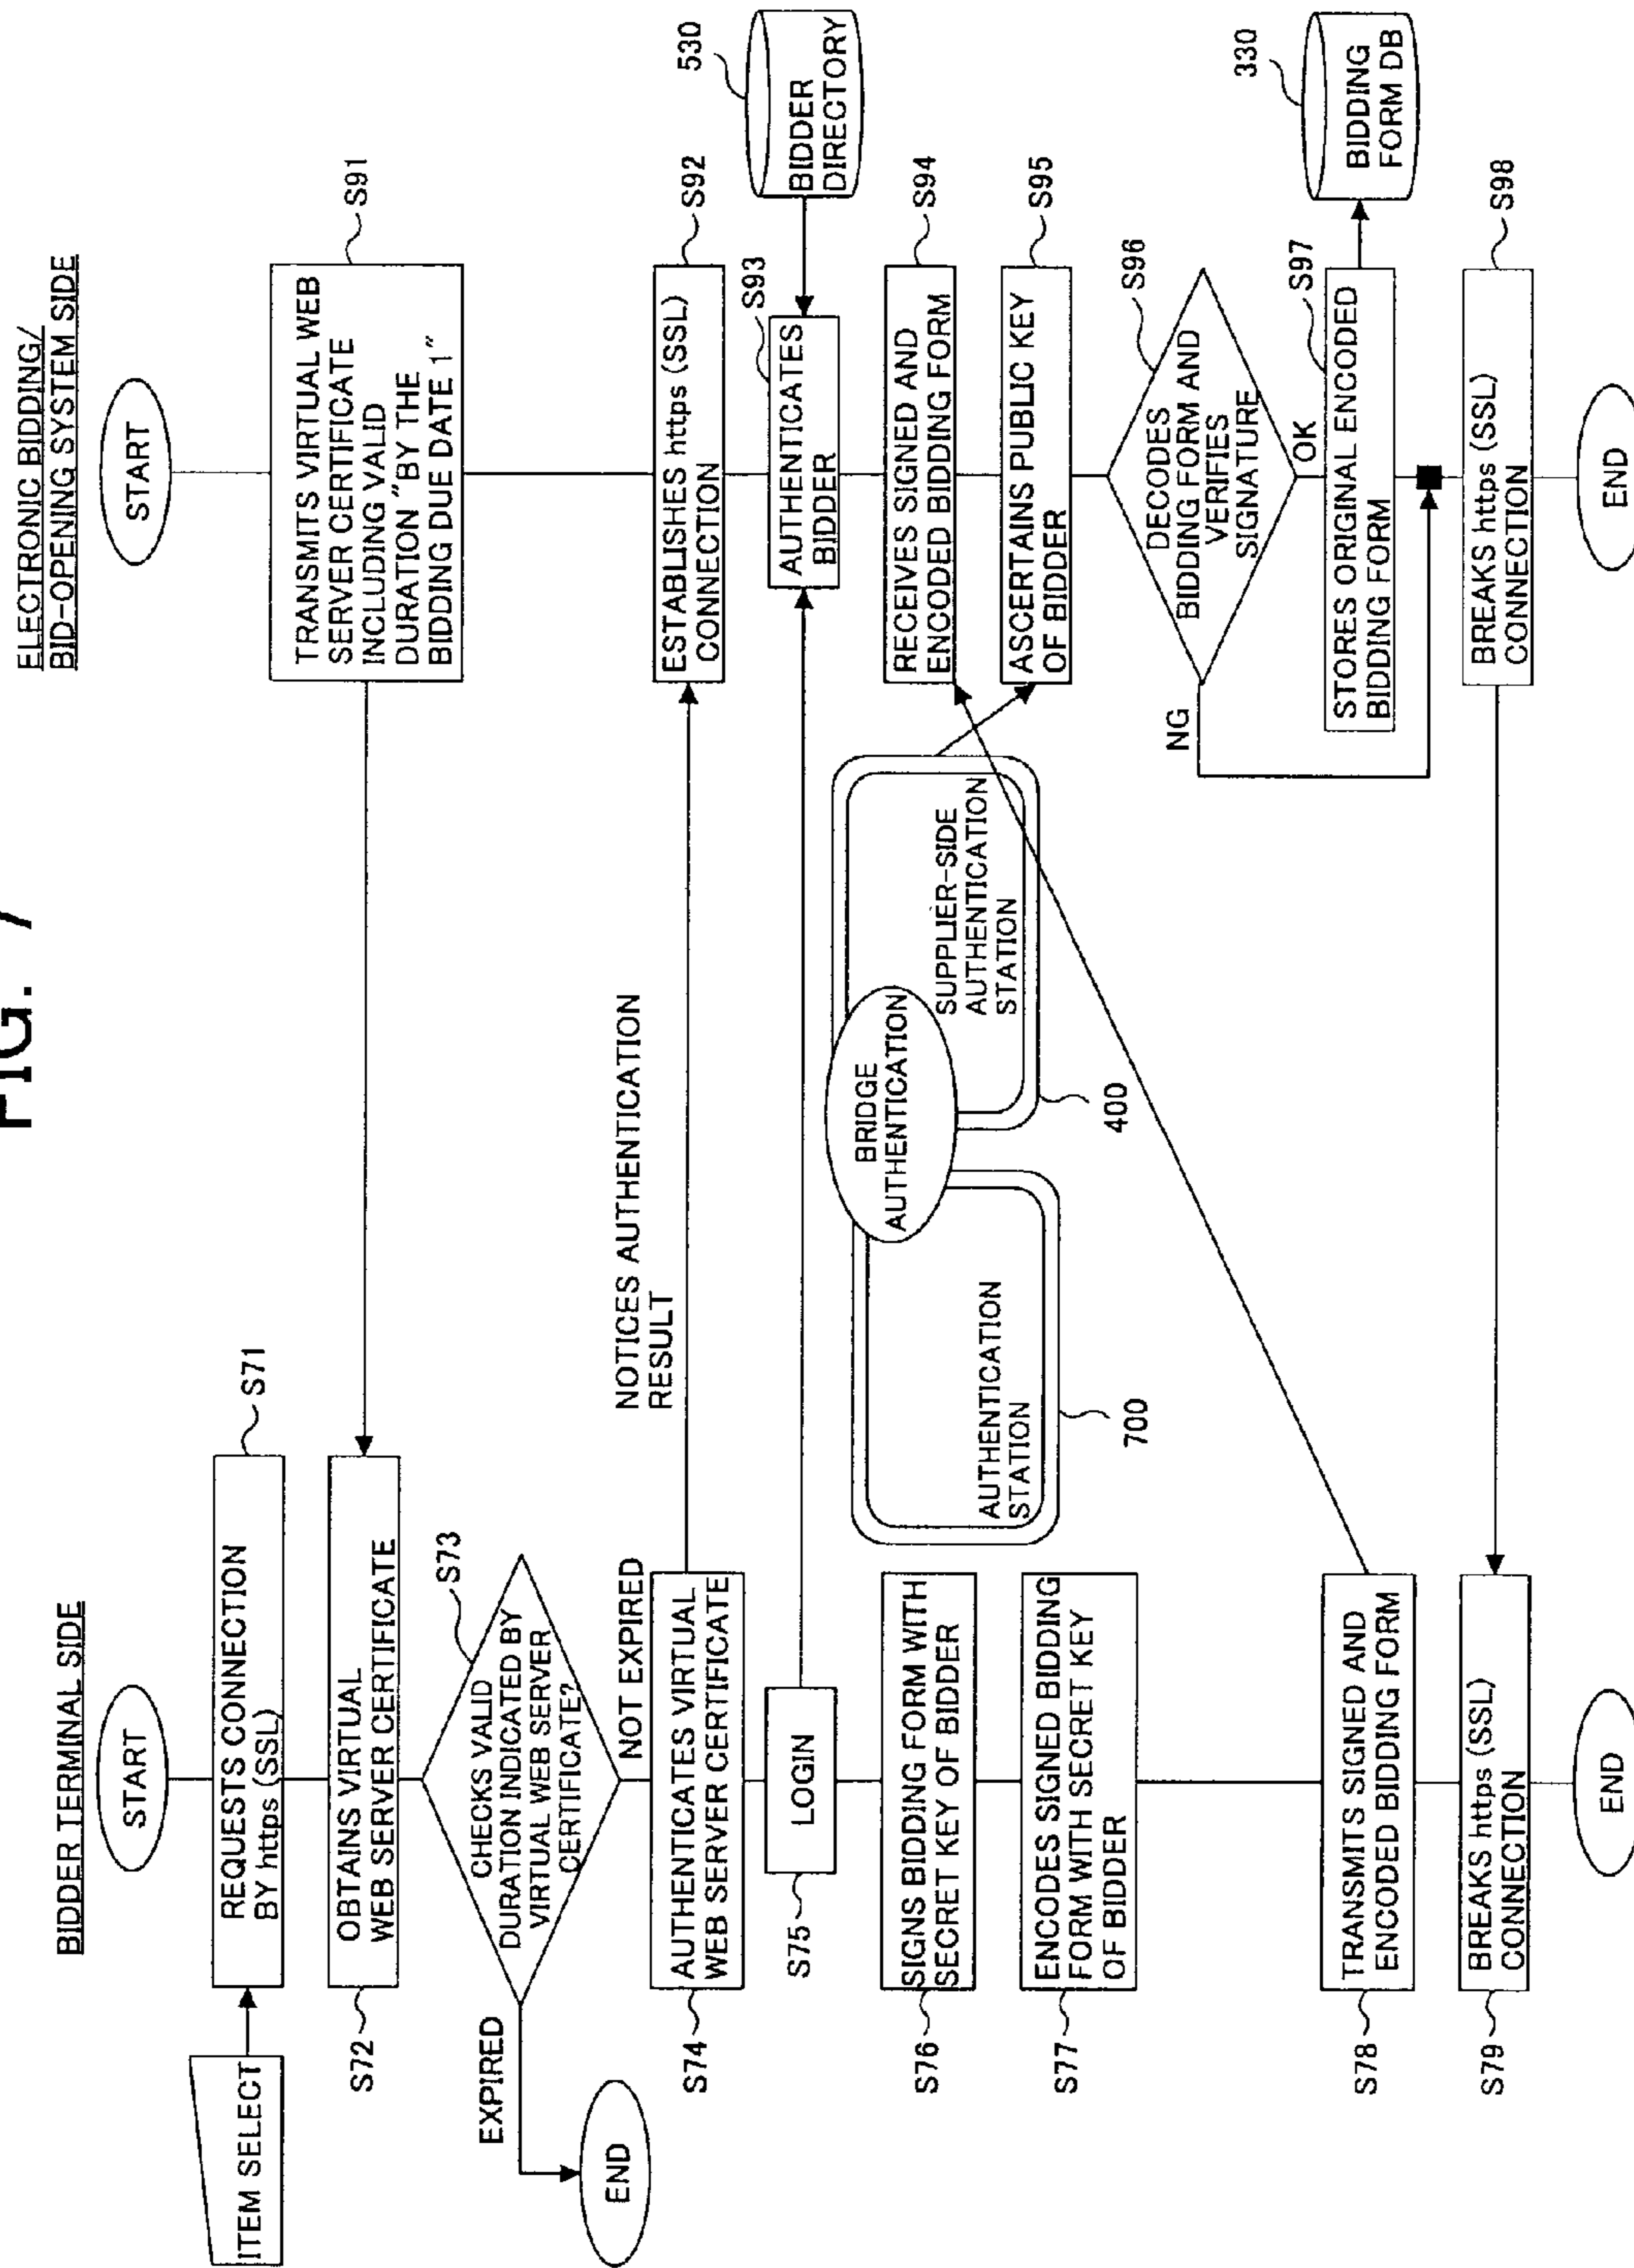 FIG. 7
BIDDER TERMINAL SIDE
START
ITEM SELECT
REQUESTS CONNECTION
BY https (SSL)
S71
OBTAINS VIRTUAL
WEB SERVER CERTIFICATE
S72
CHECKS VALID
DURATION INDICATED BY
VIRTUAL WEB SERVER
CERTIFICATE?
S73
EXPIRED
END
NOT EXPIRED
AUTHENTICATES VIRTUAL
WEB SERVER CERTIFICATE
S74
NOTICES AUTHENTICATION
RESULT
LOGIN
S75
SIGNS BIDDING FORM WITH
SECRET KEY OF BIDDER
S76
ENCODES SIGNED BIDDING
FORM WITH SECRET KEY
OF BIDDER
S77
TRANSMITS SIGNED AND
ENCODED BIDDING FORM
S78
BREAKS https (SSL)
CONNECTION
S79
END
AUTHENTICATION
STATION
700
BRIDGE
AUTHENTICATION
SUPPLIER-SIDE
AUTHENTICATION
STATION
400
ELECTRONIC BIDDING/
BID-OPENING SYSTEM SIDE
START
TRANSMITS VIRTUAL WEB
SERVER CERTIFICATE
INCLUDING VALID
DURATION "BY THE
BIDDING DUE DATE 1"
S91
ESTABLISHES https (SSL)
CONNECTION
S92
AUTHENTICATES
BIDDER
S93
BIDDER
DIRECTORY
530
RECEIVES SIGNED AND
ENCODED BIDDING FORM
S94
ASCERTAINS PUBLIC KEY
OF BIDDER
S95
DECODES
BIDDING FORM AND
VERIFIES
SIGNATURE
S96
NG
OK
STORES ORIGINAL ENCODED
BIDDING FORM
S97
BIDDING
FORM DB
330
BREAKS https (SSL)
CONNECTION
S98
END